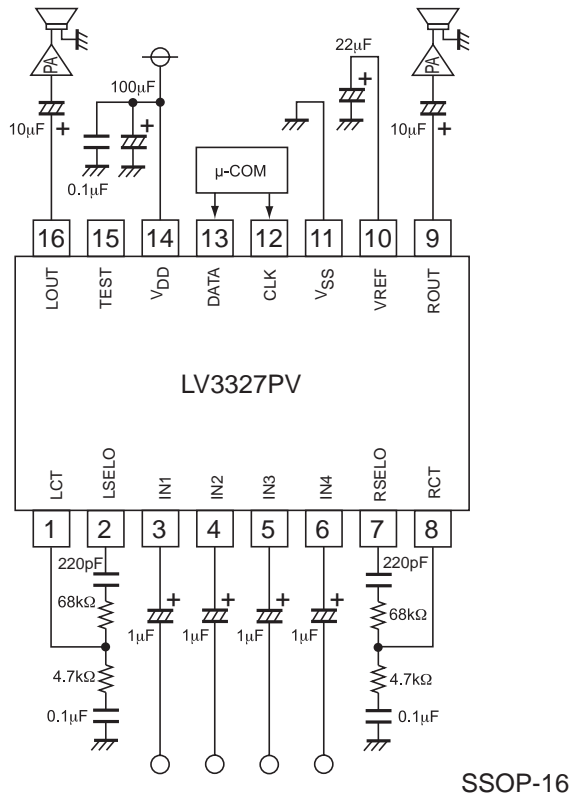 PA
PA
22μF
100μF
10μF +
+
+
10μF +
0.1μF
μ-COM
16 15 14 13 12 11 10 9
LOUT TEST VDD DATA CLK VSS VREF ROUT
LV3327PV
LCT LSELO IN1 IN2 IN3 IN4 RSELO RCT
1 2 3 4 5 6 7 8
220pF
220pF
68kΩ
+ + + +
68kΩ
1μF 1μF 1μF 1μF
4.7kΩ
4.7kΩ
0.1μF
0.1μF
SSOP-16